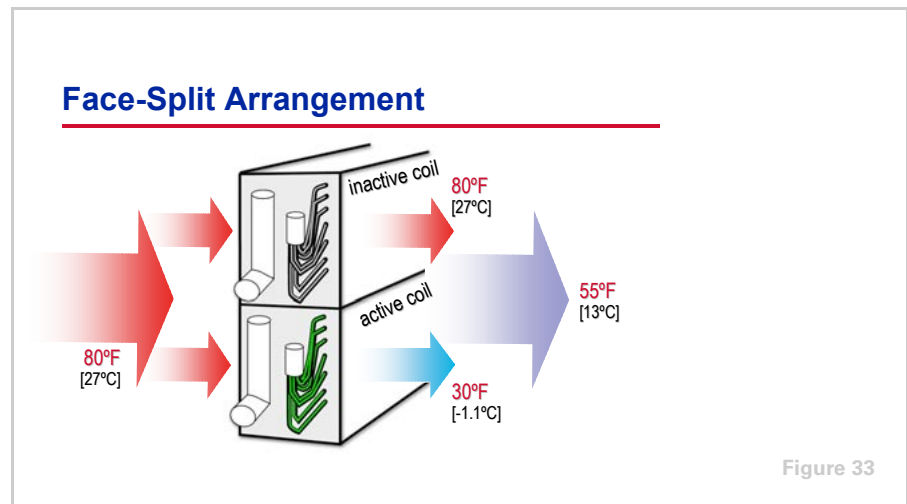 Face-Split Arrangement
inactive coil
80ºF
[27ºC]
active coil
55ºF
[13ºC]
80ºF
[27ºC]
30ºF
[-1.1ºC]
Figure 33